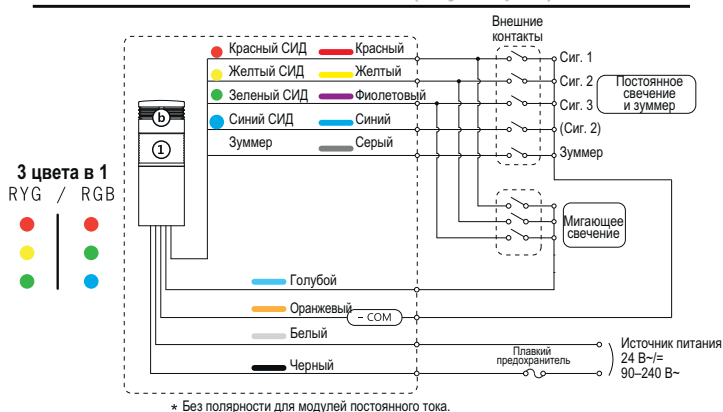 Внешние
контакты
Красный СИД Красный Сиг. 1
Желтый СИД Желтый Сиг. 2
Зеленый СИД Фиолетовый Сиг. 3
Постоянное
свечение
и зуммер
Синий СИД Синий (Сиг. 2)
Зуммер Серый Зуммер
b
1
3 цвета в 1
RYG / RGB
Мигающее
свечение
Голубой
Оранжевый
- COM
Белый
Черный
Плавкий
предохранитель
Источник питания
24 В~/=
90–240 В~
* Без полярности для модулей постоянного тока.